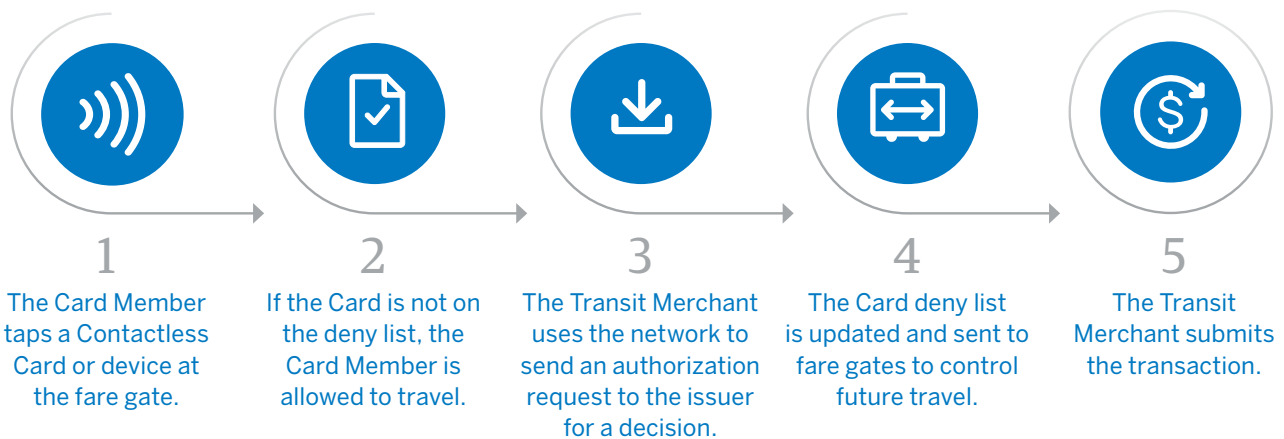 1
The Card Member
taps a Contactless
Card or device at
the fare gate.
2
If the Card is not on
the deny list, the
Card Member is
allowed to travel.
3
The Transit Merchant
uses the network to
send an authorization
request to the issuer
for a decision.
4
The Card deny list
is updated and sent to
fare gates to control
future travel.
$
5
The Transit
Merchant submits
the transaction.